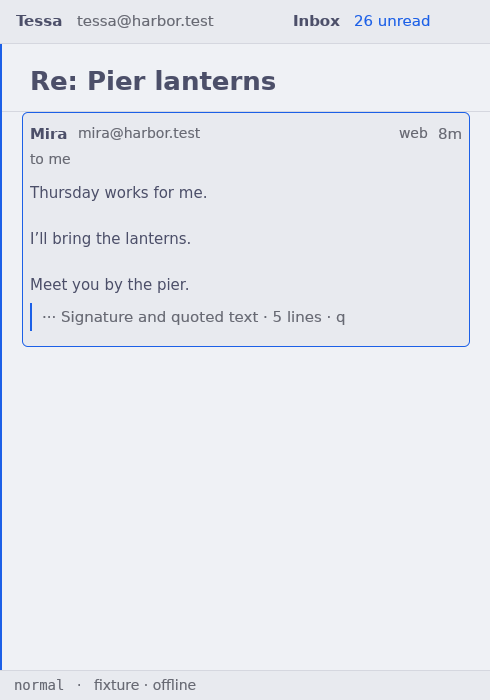 Tessa tessa@harbor.test Inbox 26 unread
Re: Pier lanterns
Mira mira@harbor.test web 8m
to me
Thursday works for me.
I’ll bring the lanterns.
Meet you by the pier.
··· Signature and quoted text · 5 lines · q
normal · fixture · offline